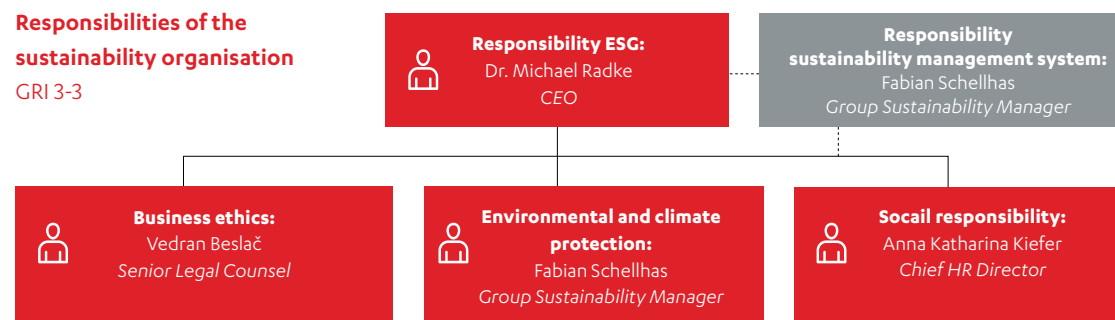 Responsibilities of the
sustainability organisation
GRI 3-3
Responsibility ESG:
Dr. Michael Radke
CEO
Responsibility
sustainability management system:
Fabian Schellhas
Group Sustainability Manager
Business ethics:
Vedran Beslač
Senior Legal Counsel
Environmental and climate
protection:
Fabian Schellhas
Group Sustainability Manager
Socail responsibility:
Anna Katharina Kiefer
Chief HR Director